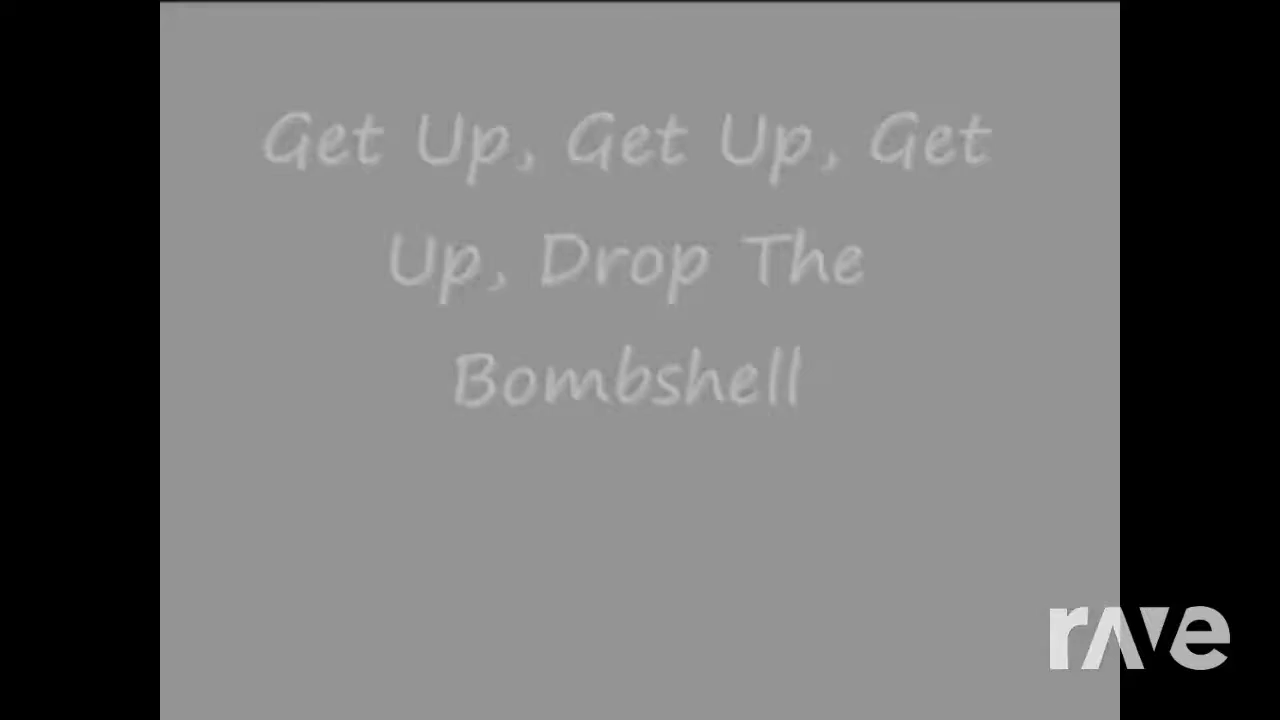 Get Up, Get Up, Get
Up, Drop The
Bombshell
rave